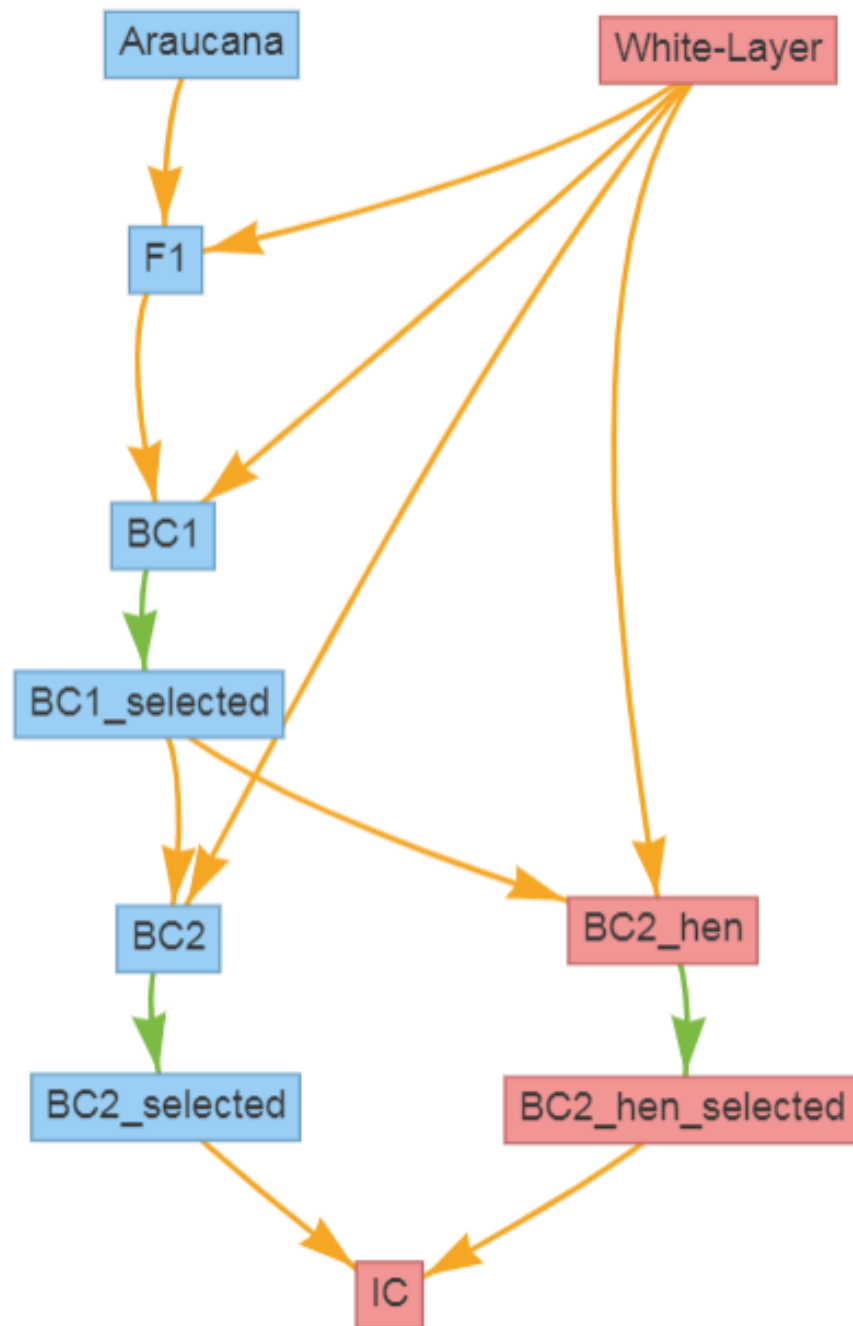 Araucana
White-Layer
F1
BC1
BC1_selected
BC2
BC2_hen
BC2_selected
BC2_hen_selected
IC